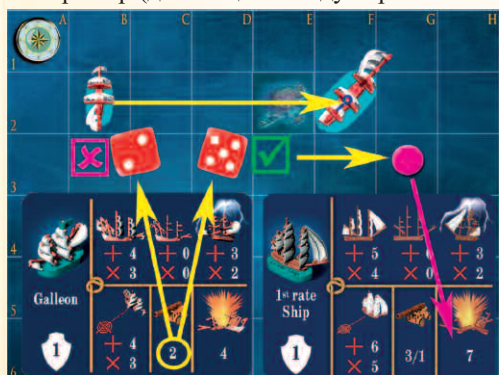 A B C D E F G H
1
2
3
4
5
6
+ 4 + 0 + 3
× 3 × 0 × 2
Galleon
1
+ 4
× 3
2
4
+ 5 + 0 + 3
× 4 × 0 × 2
1st rate
Ship
1
+ 6
× 5
3/1
7